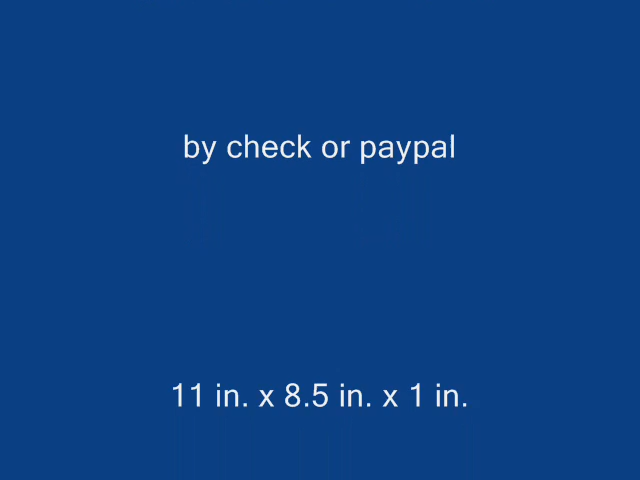 by check or paypal
11 in. x 8.5 in. x 1 in.